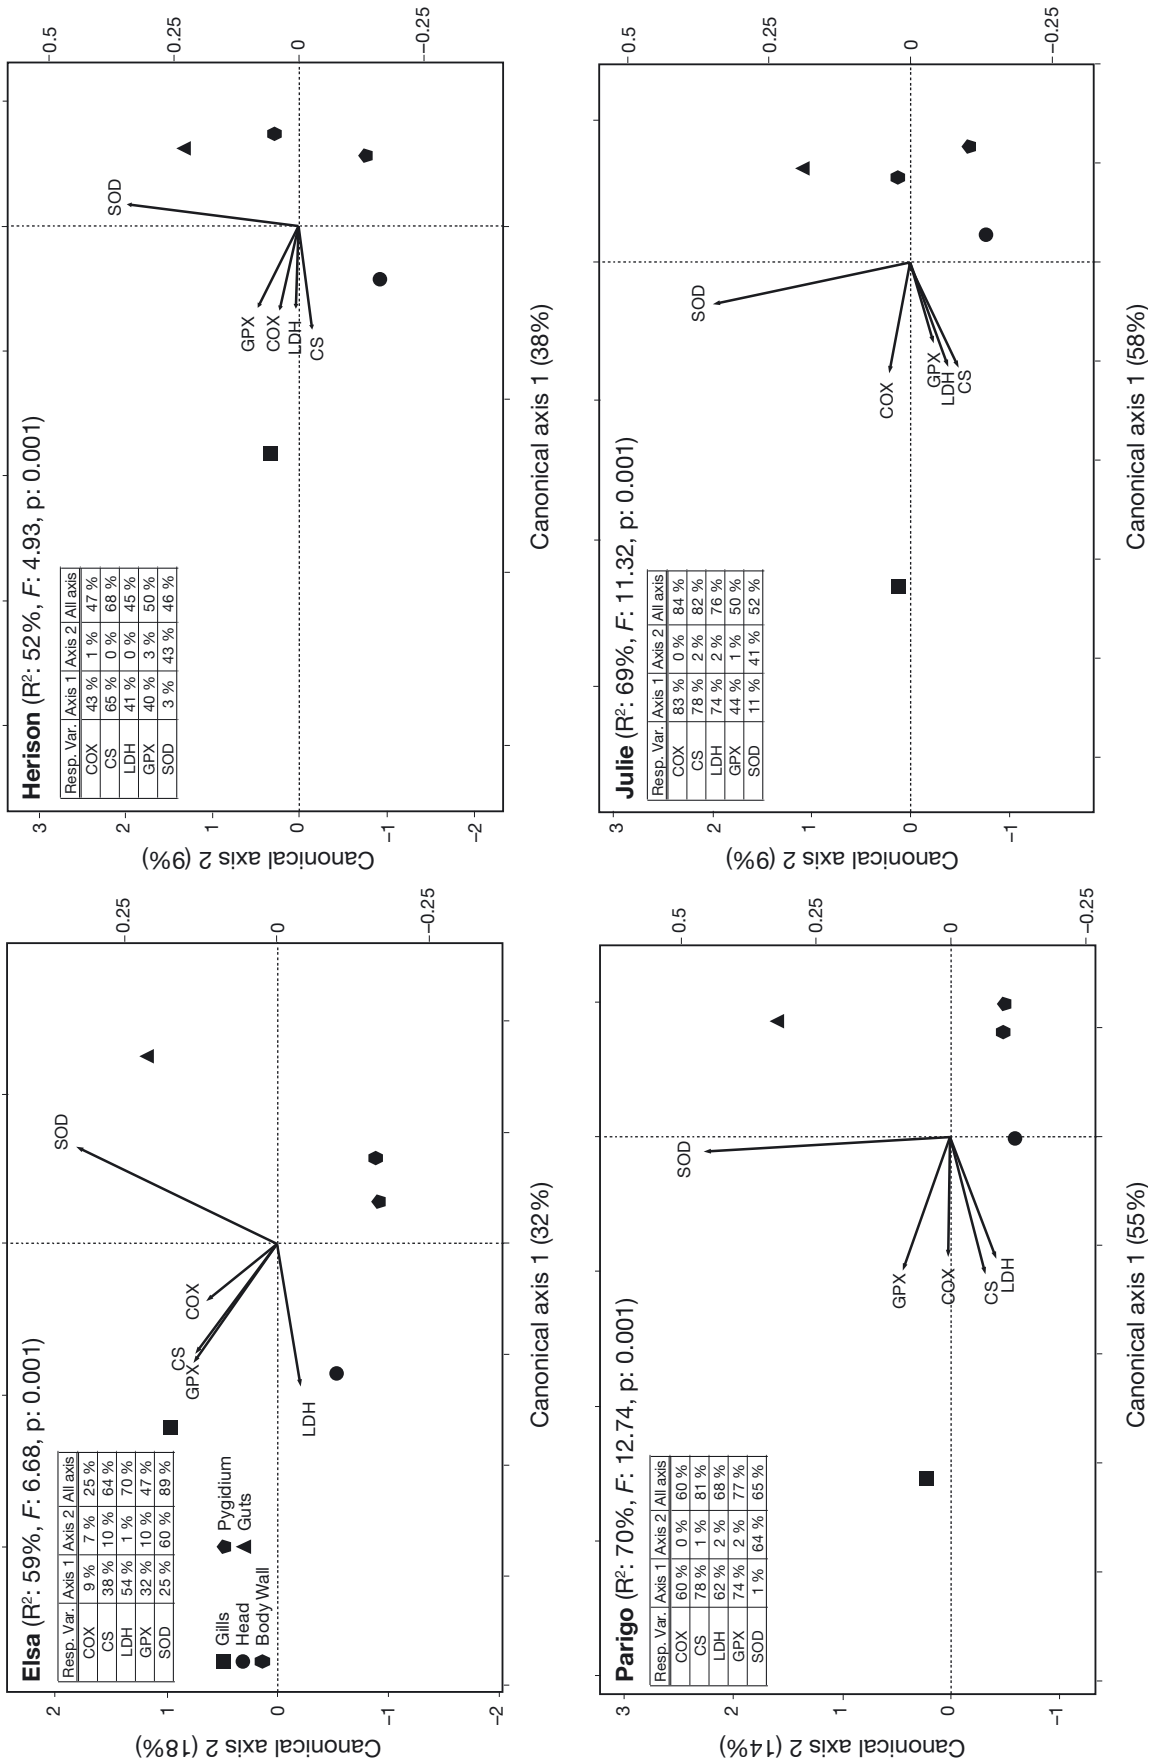 Elsa (R²: 59%, F: 6.68, p: 0.001)
Resp. Var. Axis 1 Axis 2 All axis
COX 9 % 7 % 25 %
CS 38 % 10 % 64 %
LDH 54 % 1 % 70 %
GPX 32 % 10 % 47 %
SOD 25 % 60 % 89 %
Gills
Head
Body Wall
Pygidium
Guts
SOD
COX
CS
GPX
LDH
2
1
0
–1
–2
0.25
0
–0.25
Canonical axis 2 (18%)
Canonical axis 1 (32%)
Herison (R²: 52%, F: 4.93, p: 0.001)
Resp. Var. Axis 1 Axis 2 All axis
COX 43 % 1 % 47 %
CS 65 % 0 % 68 %
LDH 41 % 0 % 45 %
GPX 40 % 3 % 50 %
SOD 3 % 43 % 46 %
SOD
GPX
COX
LDH
CS
3
2
1
0
–1
–2
0.5
0.25
0
–0.25
Canonical axis 2 (9%)
Canonical axis 1 (38%)
Parigo (R²: 70%, F: 12.74, p: 0.001)
Resp. Var. Axis 1 Axis 2 All axis
COX 60 % 0 % 60 %
CS 78 % 1 % 81 %
LDH 62 % 2 % 68 %
GPX 74 % 2 % 77 %
SOD 1 % 64 % 65 %
SOD
GPX
COX
CS
LDH
3
2
1
0
–1
0.5
0.25
0
–0.25
Canonical axis 2 (14%)
Canonical axis 1 (55%)
Julie (R²: 69%, F: 11.32, p: 0.001)
Resp. Var. Axis 1 Axis 2 All axis
COX 83 % 0 % 84 %
CS 78 % 2 % 82 %
LDH 74 % 2 % 76 %
GPX 44 % 1 % 50 %
SOD 11 % 41 % 52 %
SOD
COX
GPX
LDH
CS
3
2
1
0
–1
0.5
0.25
0
–0.25
Canonical axis 2 (9%)
Canonical axis 1 (58%)